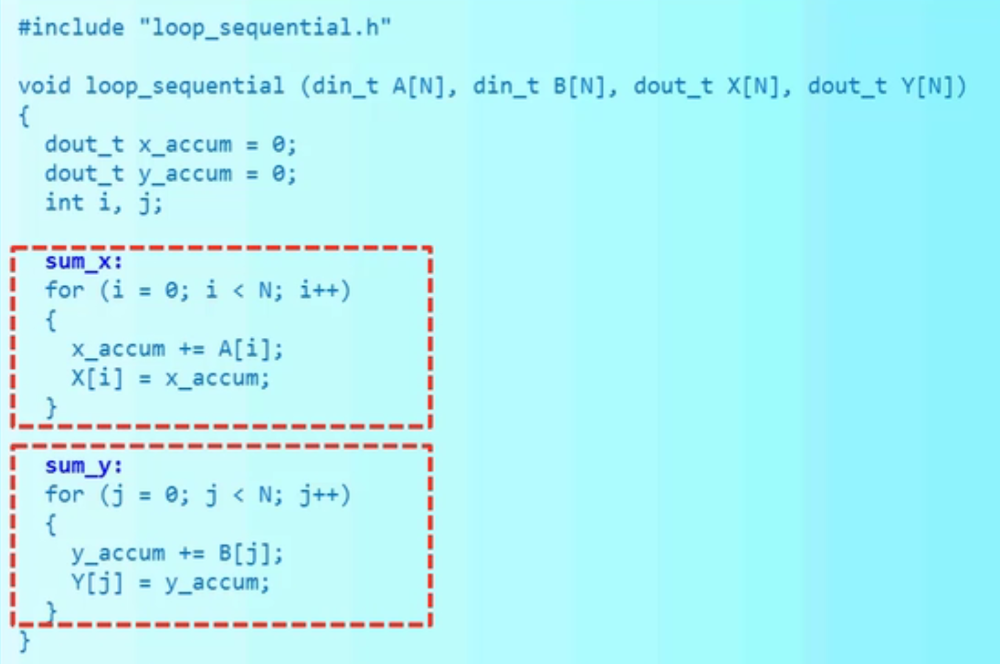 #include "loop_sequential.h"
void loop_sequential (din_t A[N], din_t B[N], dout_t X[N], dout_t Y[N])
{
dout_t x_accum = 0;
dout_t y_accum = 0;
int i, j;
sum_x:
for (i = 0; i < N; i++)
{
x_accum += A[i];
X[i] = x_accum;
}
sum_y:
for (j = 0; j < N; j++)
{
y_accum += B[j];
Y[j] = y_accum;
}
}